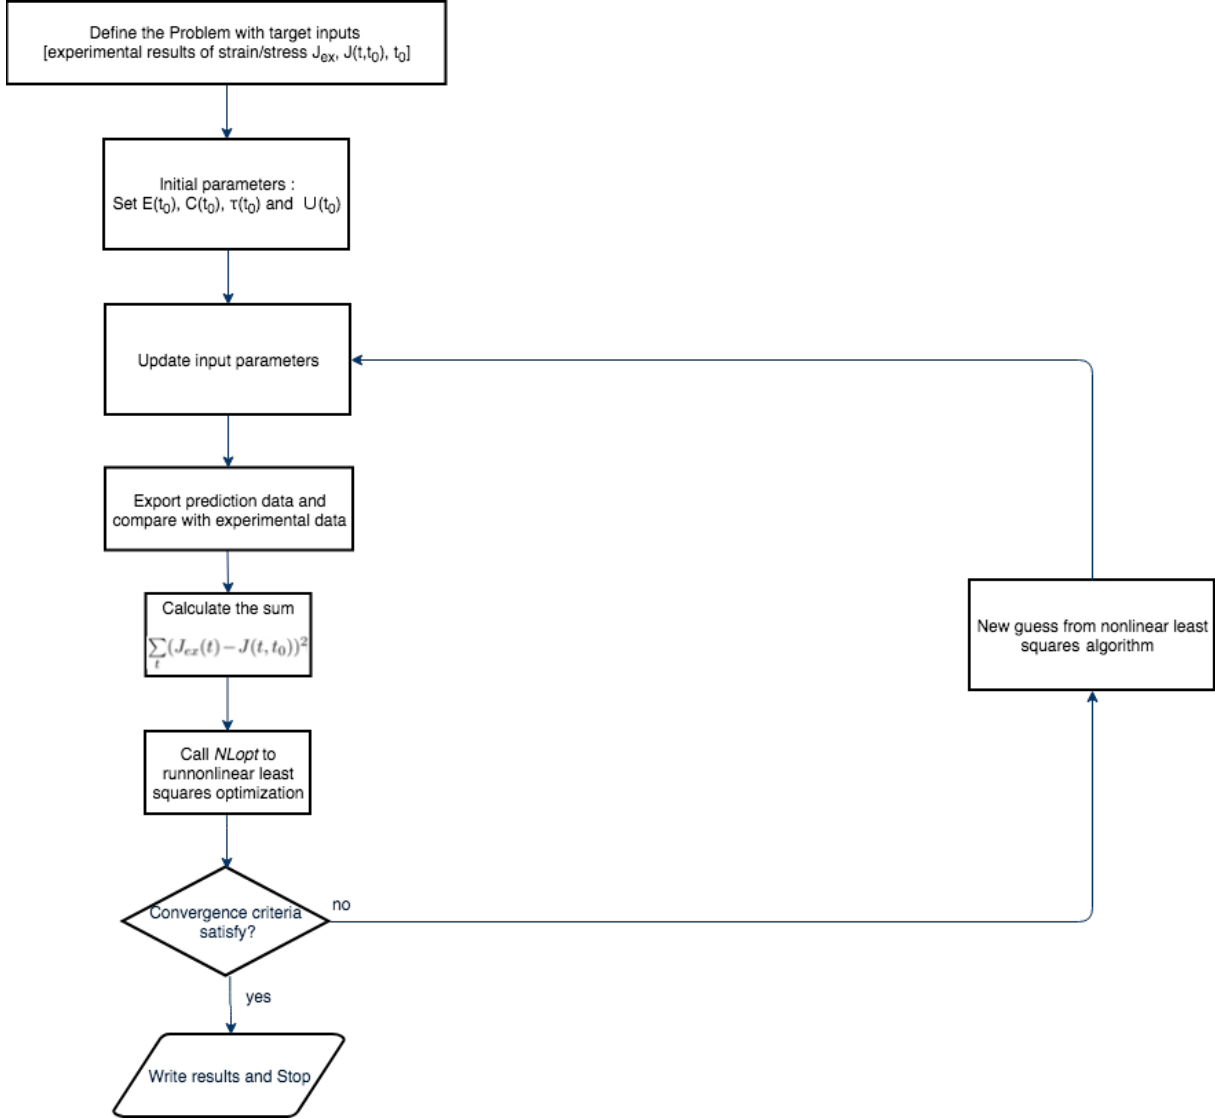 Define the Problem with target inputs
[experimental results of strain/stress J_ex, J(t,t_0), t_0]
Initial parameters :
Set E(t_0), C(t_0), τ(t_0) and U(t_0)
Update input parameters
Export prediction data and
compare with experimental data
Calculate the sum
∑_t (J_ex(t) − J(t, t_0))^2
New guess from nonlinear least
squares algorithm
Call NLopt to
runnonlinear least
squares optimization
Convergence criteria
satisfy?
no
yes
Write results and Stop